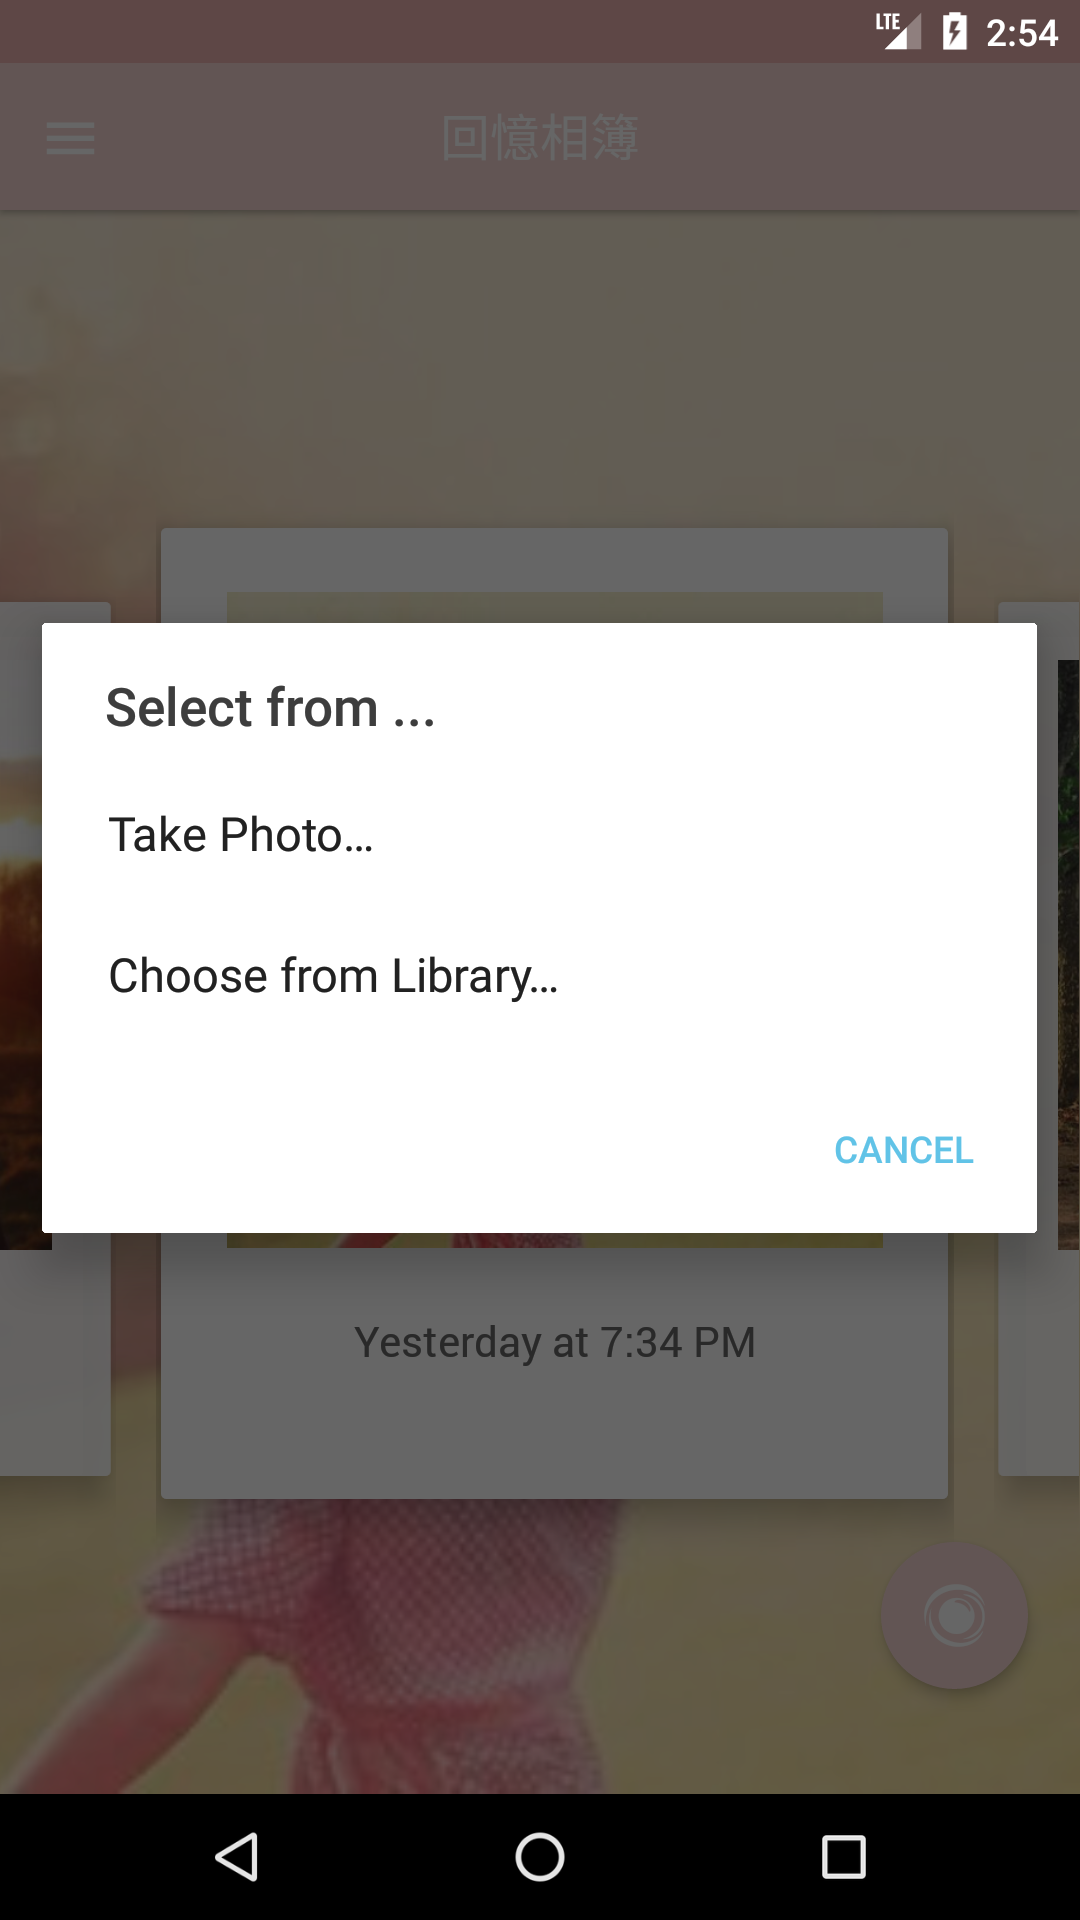 LTE 2:54
回憶相簿
Select from ...
Take Photo…
Choose from Library…
CANCEL
Yesterday at 7:34 PM